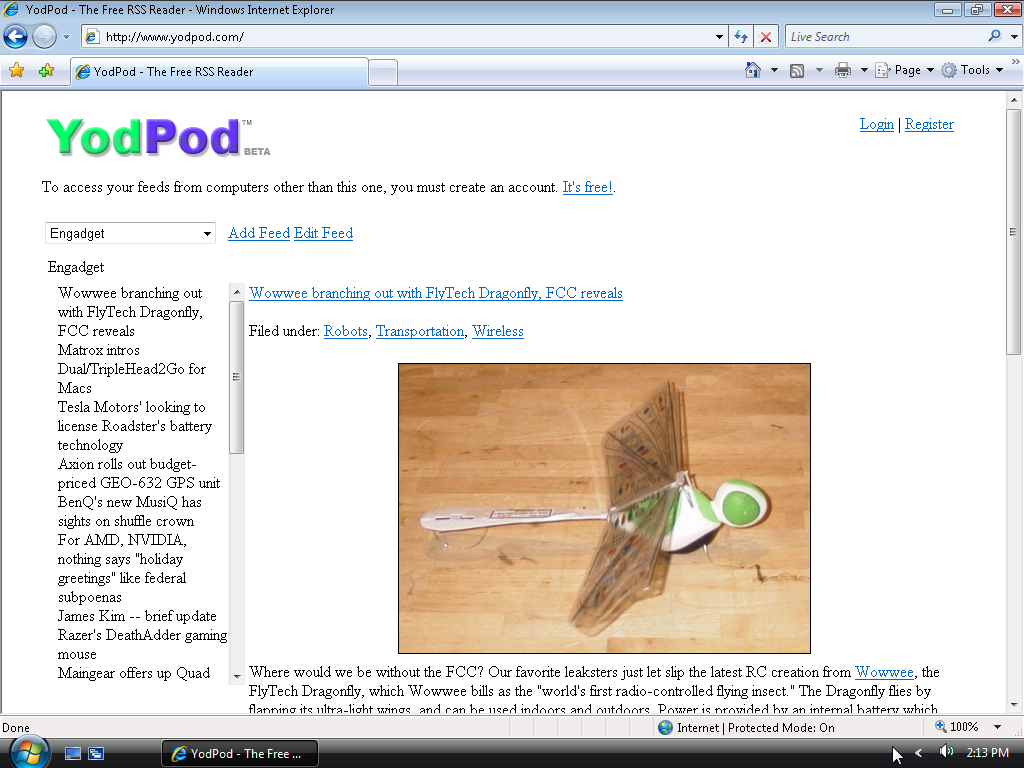 YodPod - The Free RSS Reader - Windows Internet Explorer
http://www.yodpod.com/
Live Search
YodPod - The Free RSS Reader
Page
Tools
YodPod™ BETA
Login | Register
To access your feeds from computers other than this one, you must create an account. It's free!.
Engadget
Add Feed Edit Feed
Engadget
Wowwee branching out
with FlyTech Dragonfly,
FCC reveals
Matrox intros
Dual/TripleHead2Go for
Macs
Tesla Motors' looking to
license Roadster's battery
technology
Axion rolls out budget-
priced GEO-632 GPS unit
BenQ's new MusiQ has
sights on shuffle crown
For AMD, NVIDIA,
nothing says "holiday
greetings" like federal
subpoenas
James Kim -- brief update
Razer's DeathAdder gaming
mouse
Maingear offers up Quad
Wowwee branching out with FlyTech Dragonfly, FCC reveals
Filed under: Robots, Transportation, Wireless
Where would we be without the FCC? Our favorite leaksters just let slip the latest RC creation from Wowwee, the
FlyTech Dragonfly, which Wowwee bills as the "world's first radio-controlled flying insect." The Dragonfly flies by
flapping its ultra-light wings, and can be used indoors and outdoors. Power is provided by an internal battery which
Done
Internet | Protected Mode: On
100%
YodPod - The Free ...
2:13 PM